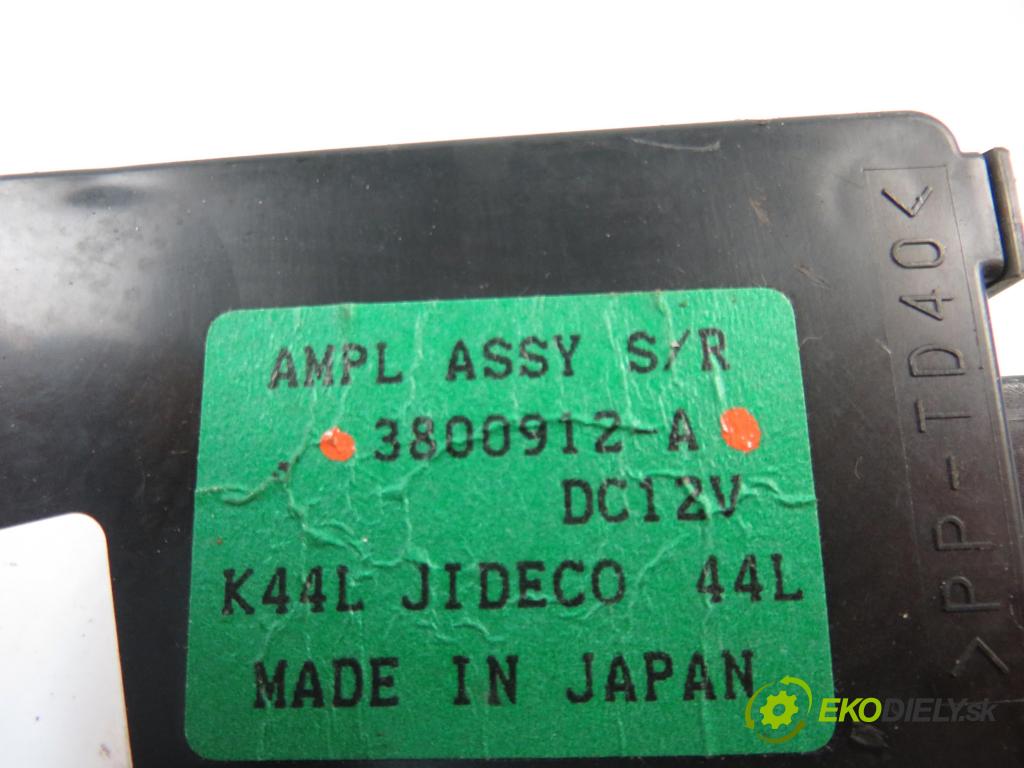 AMPL ASSY S/R
3800912-A
DC12V
K44L JIDECO 44L
MADE IN JAPAN
>PP-TD40<
EKODIELY.sk